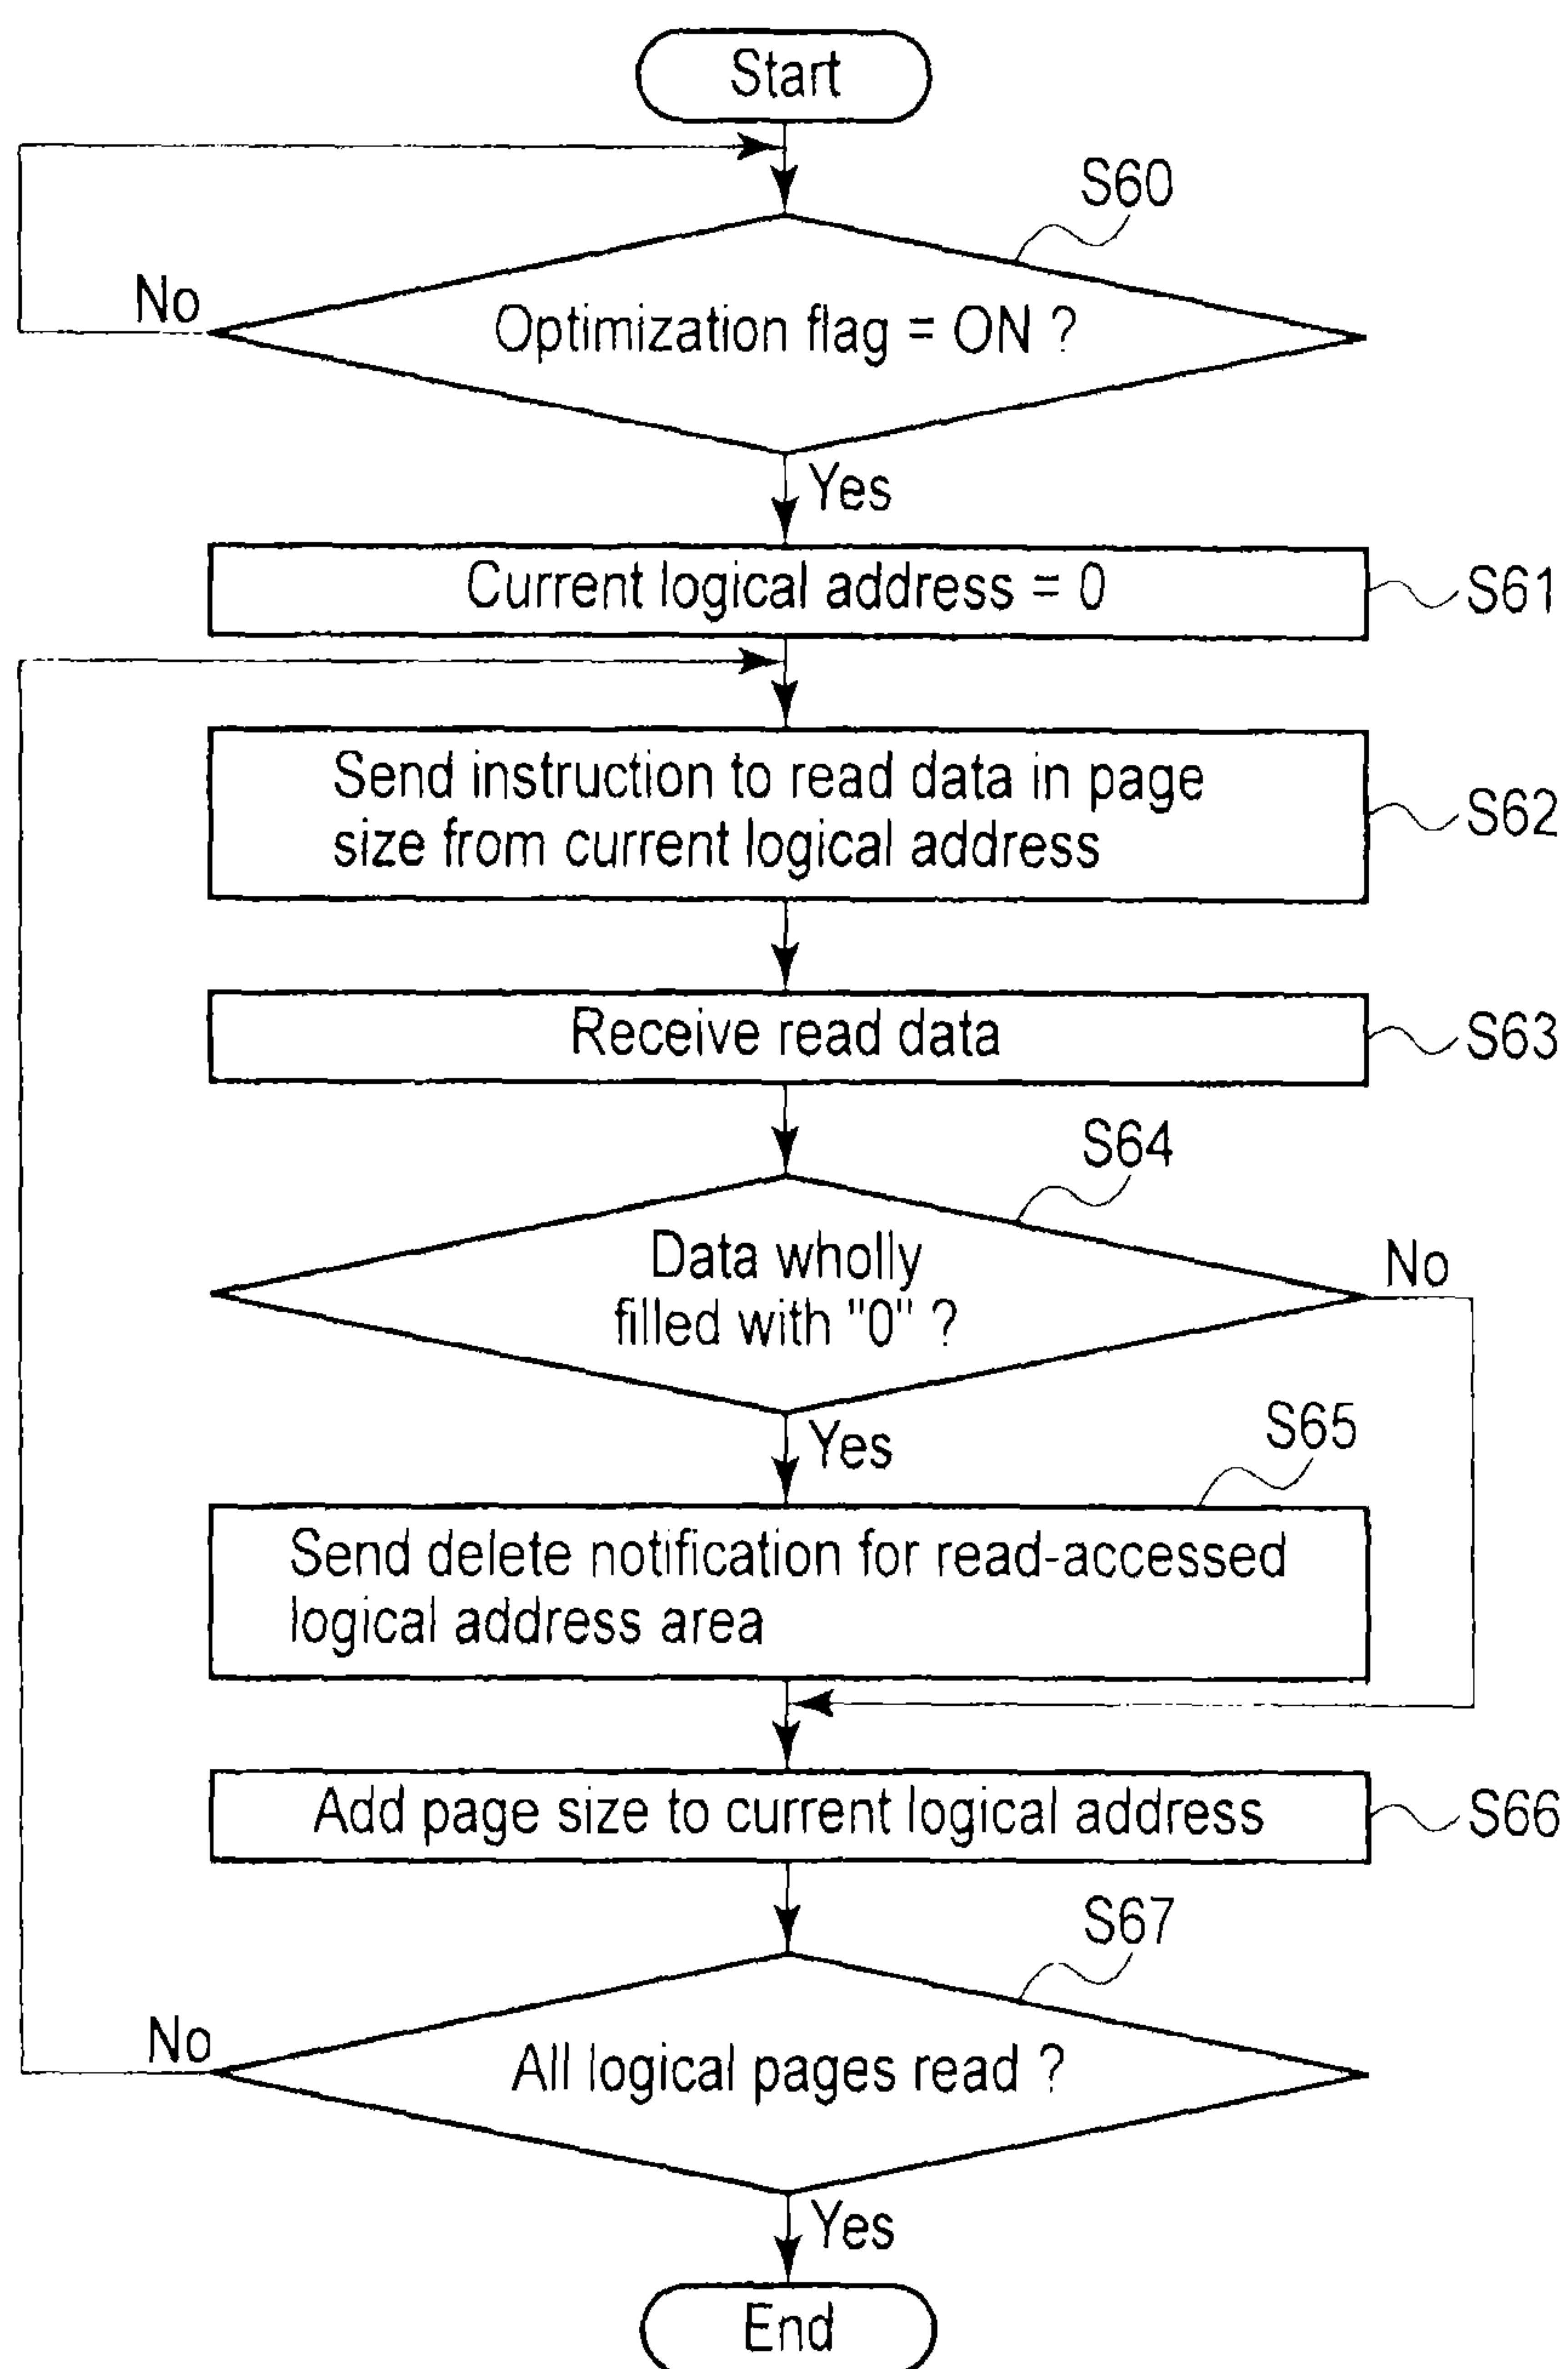 Start
S60
No
Optimization flag = ON ?
Yes
Current logical address = 0
S61
Send instruction to read data in page
size from current logical address
S62
Receive read data
S63
S64
Data wholly
filled with "0" ?
No
Yes
S65
Send delete notification for read-accessed
logical address area
Add page size to current logical address
S66
S67
No
All logical pages read ?
Yes
End